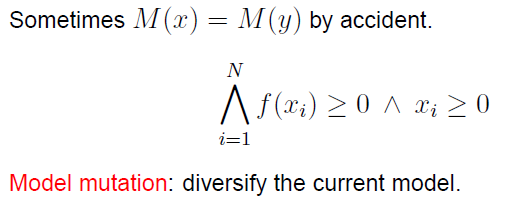 Sometimes M(x) = M(y) by accident.
N
⋀ f(xᵢ) ≥ 0 ∧ xᵢ ≥ 0
i=1
Model mutation: diversify the current model.